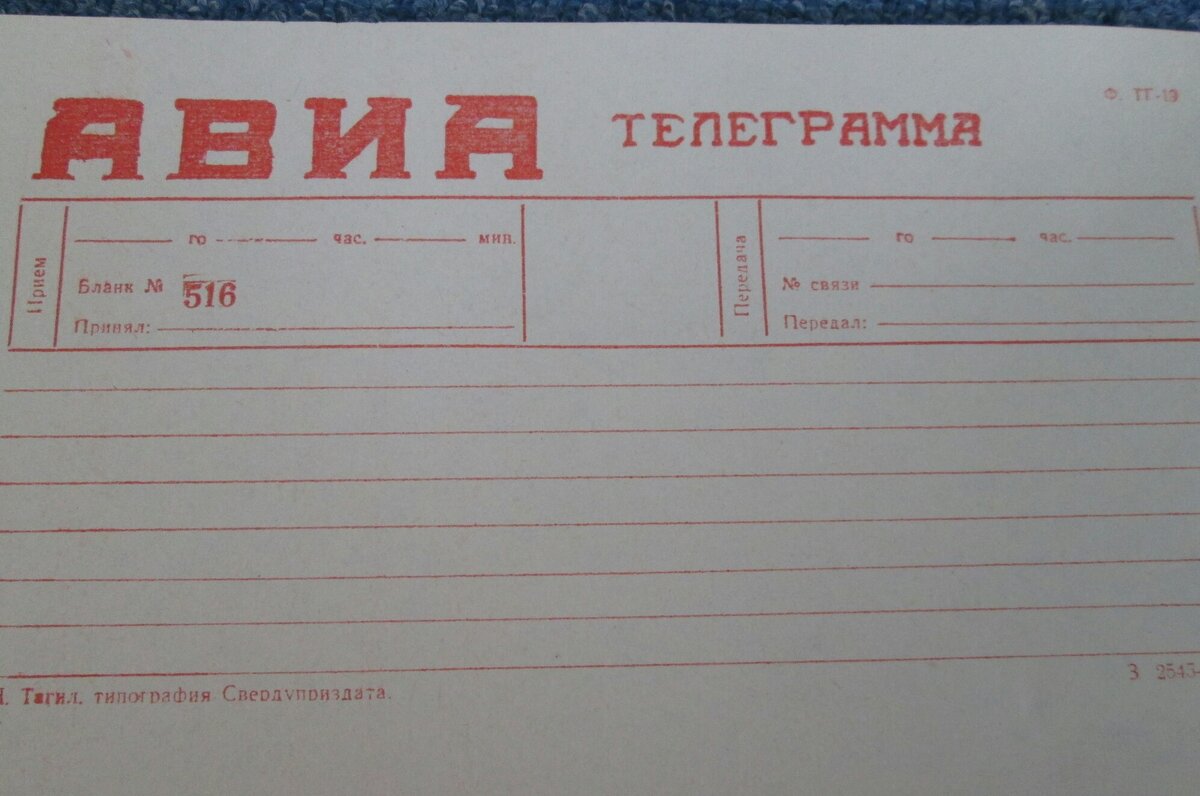 Ф. ТГ-19
АВИА ТЕЛЕГРАММА
Прием
го час. мин.
Бланк № 516
Принял:
Передача
го час.
№ связи
Передал:
З 2545
Н. Тагил, типография Свердуприздата.